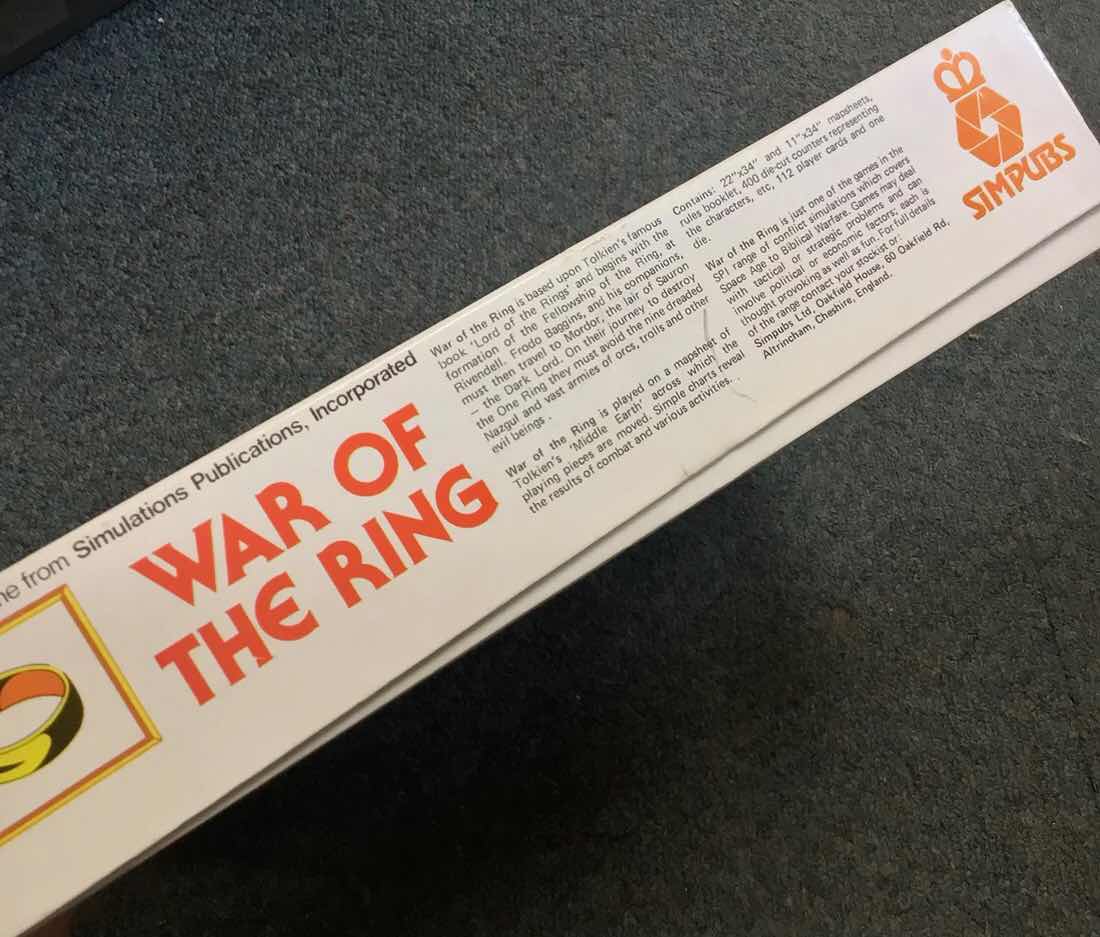 ne from Simulations Publications, Incorporated
WAR OF
THE RING
War of the Ring is based upon Tolkien's famous
book 'Lord of the Rings' and begins with the
formation of the Fellowship of the Ring, at
Rivendell. Frodo Baggins, and his companions,
must then travel to Mordor, the lair of Sauron
– the Dark Lord. On their journey to destroy
the One Ring they must avoid the nine dreaded
Nazgul and vast armies of orcs, trolls and other
evil beings.
War of the Ring is played on a mapsheet of
Tolkien's 'Middle Earth' across which the
playing pieces are moved. Simple charts reveal
the results of combat and various activities.
Contains: 22"x34" and 11"x34" mapsheets,
rules booklet, 400 die-cut counters representing
the characters, etc, 112 player cards and one
die.
War of the Ring is just one of the games in the
SPI range of conflict simulations which covers
Space Age to Biblical Warfare. Games may deal
with tactical or strategic problems and can
involve political or economic factors; each is
thought provoking as well as fun. For full details
of the range contact your stockist or:
Simpubs Ltd, Oakfield House, 60 Oakfield Rd,
Altrincham, Cheshire, England.
SIMPUBS